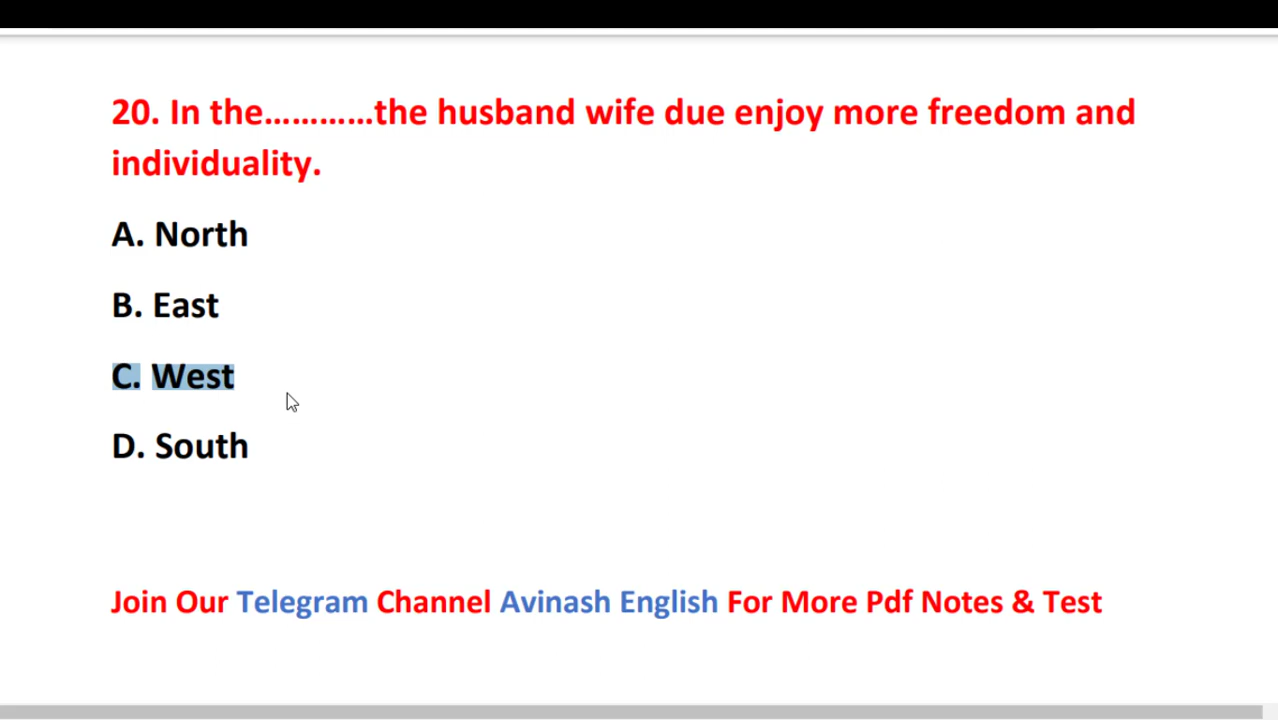 20. In the............the husband wife due enjoy more freedom and
individuality.
A. North
B. East
C. West
D. South
Join Our Telegram Channel Avinash English For More Pdf Notes & Test